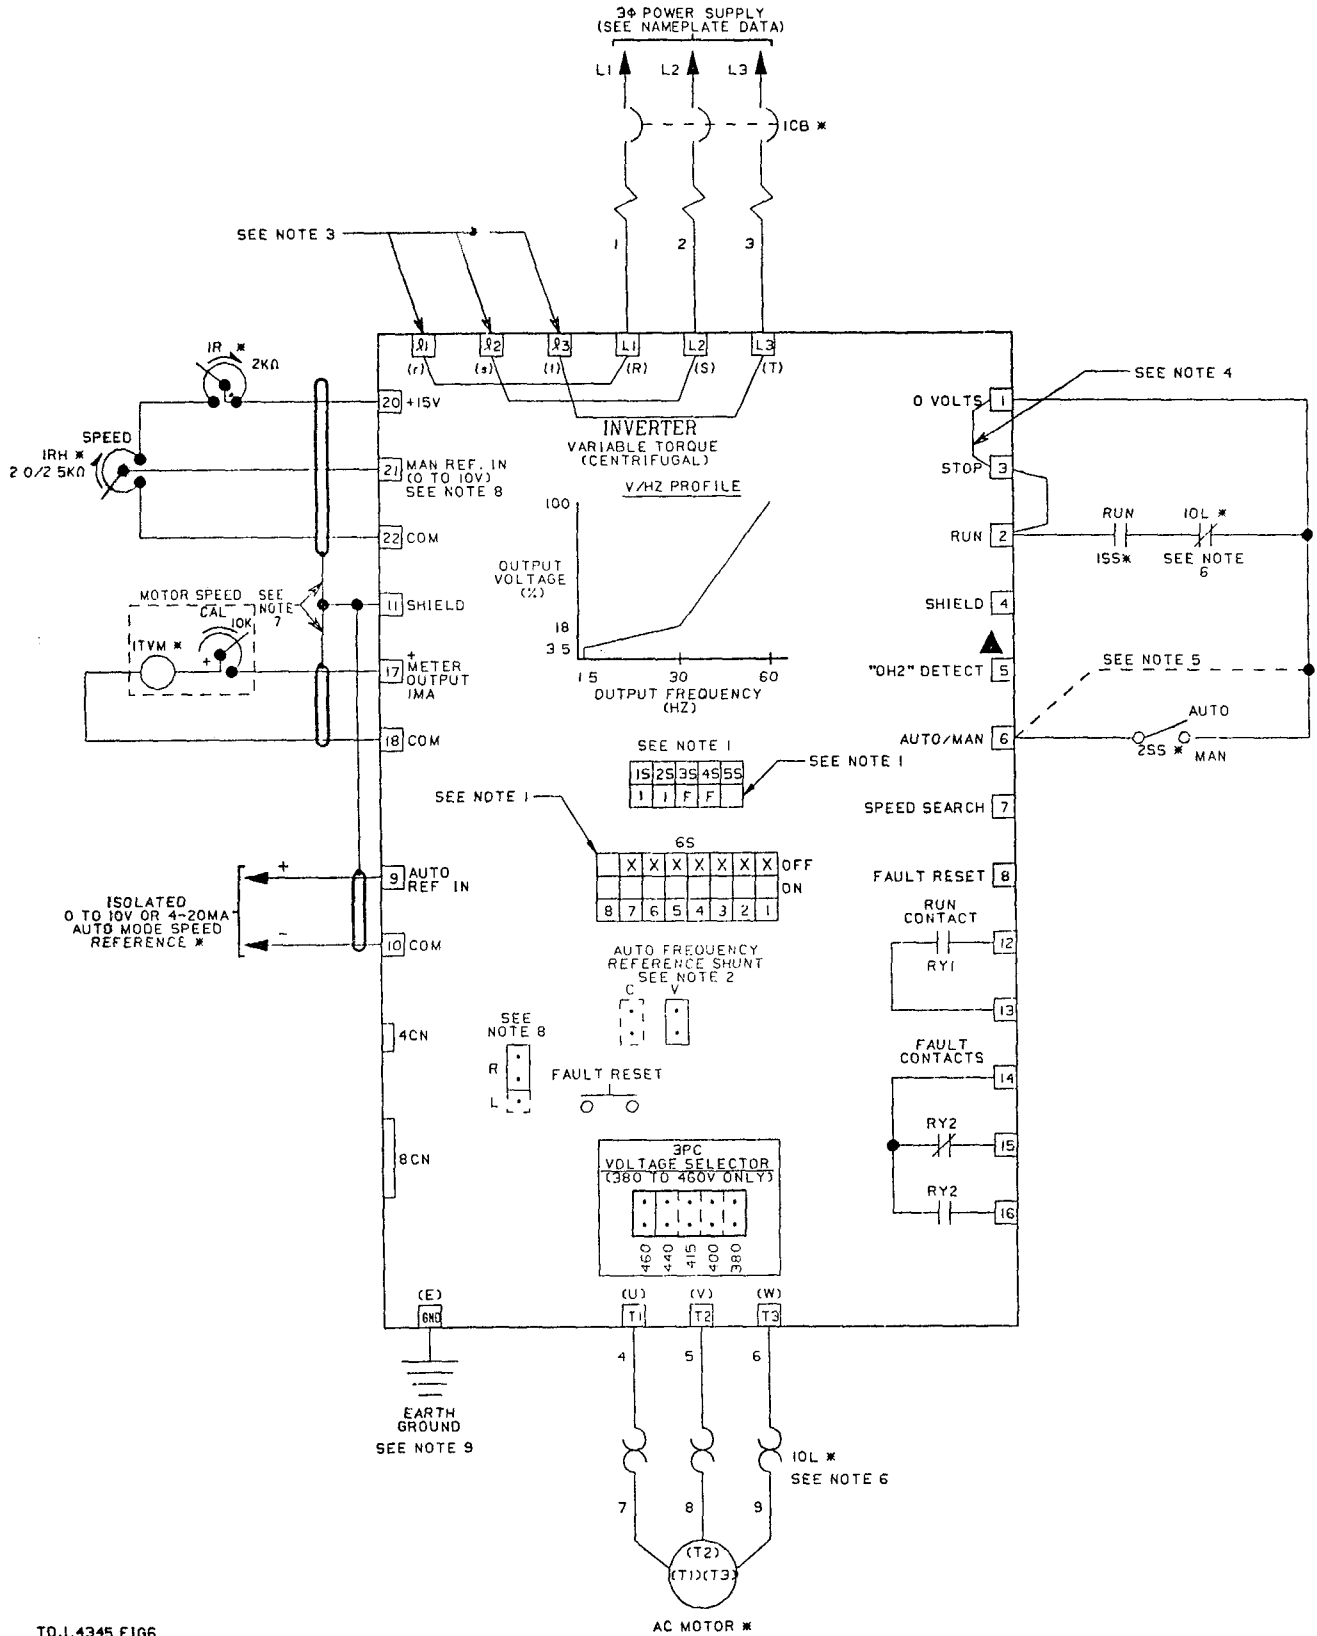 3Φ POWER SUPPLY
(SEE NAMEPLATE DATA)
L1 L2 L3
1CB *
SEE NOTE 3
1 2 3
ℓ1 ℓ2 ℓ3 L1 L2 L3
(r) (s) (t) (R) (S) (T)
1R *
2KΩ
20 +15V
SPEED
1RH *
2 0/2 5KΩ
21 MAN REF. IN
(0 TO 10V)
SEE NOTE 8
22 COM
INVERTER
VARIABLE TORQUE
(CENTRIFUGAL)
V/HZ PROFILE
100
OUTPUT
VOLTAGE
(%)
18
3 5
1 5 30 60
OUTPUT FREQUENCY
(HZ)
0 VOLTS 1
SEE NOTE 4
STOP 3
RUN 2
RUN
1SS*
10L *
SEE NOTE
6
SHIELD 4
"OH2" DETECT 5
SEE NOTE 5
AUTO/MAN 6
AUTO
2SS *
MAN
SPEED SEARCH 7
FAULT RESET 8
MOTOR SPEED
CAL
10K
1TVM *
+
SEE
NOTE
7
11 SHIELD
+
17 METER
OUTPUT
1MA
18 COM
SEE NOTE 1
1S 2S 3S 4S 5S
1 1 F F
SEE NOTE 1
SEE NOTE 1
6S
X X X X X X X OFF
ON
8 7 6 5 4 3 2 1
+
9 AUTO
REF IN
ISOLATED
0 TO 10V OR 4-20MA
AUTO MODE SPEED
REFERENCE *
-
10 COM
AUTO FREQUENCY
REFERENCE SHUNT
SEE NOTE 2
C V
RUN
CONTACT
12
RY1
13
4CN
SEE
NOTE 8
R
L
FAULT RESET
FAULT
CONTACTS
14
RY2
15
RY2
16
8CN
3PC
VOLTAGE SELECTOR
(380 TO 460V ONLY)
460 440 415 400 380
(E) (U) (V) (W)
GND T1 T2 T3
4 5 6
EARTH
GROUND
SEE NOTE 9
10L *
SEE NOTE 6
7 8 9
(T2)
(T1)(T3)
AC MOTOR *
TO.1.4345 FIG6